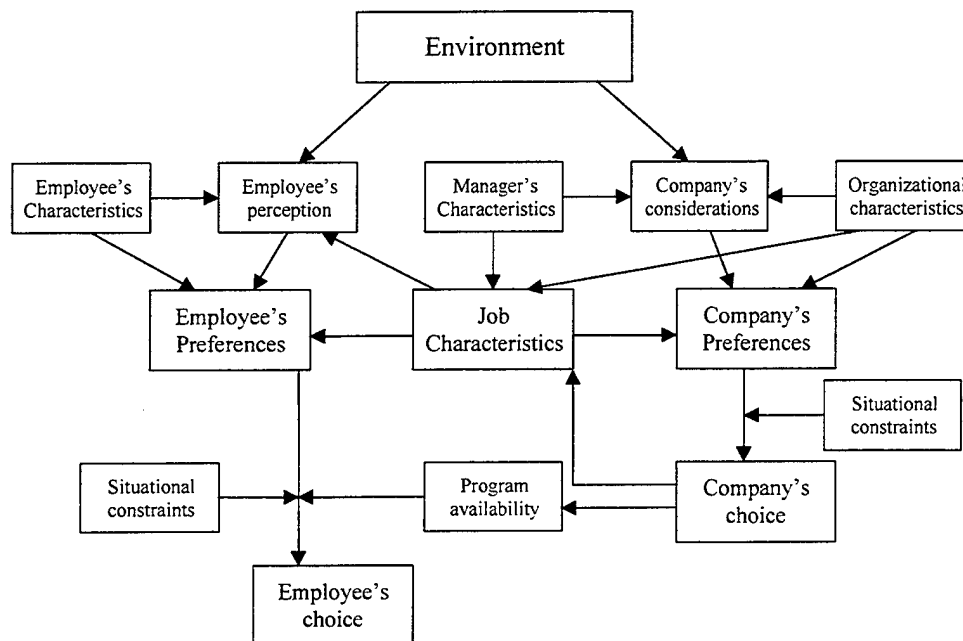 Environment
Employee's
Characteristics
Employee's
perception
Manager's
Characteristics
Company's
considerations
Organizational
characteristics
Employee's
Preferences
Job
Characteristics
Company's
Preferences
Situational
constraints
Situational
constraints
Program
availability
Company's
choice
Employee's
choice